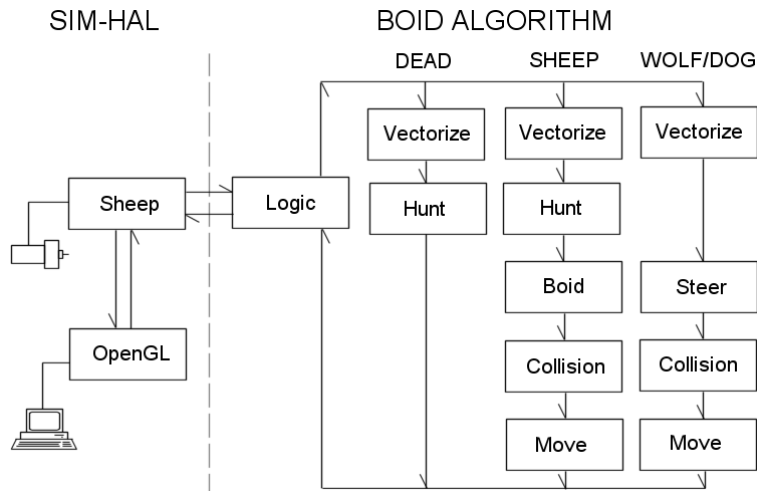 SIM-HAL
BOID ALGORITHM
DEAD
SHEEP
WOLF/DOG
Vectorize
Vectorize
Vectorize
Sheep
Logic
Hunt
Hunt
Boid
Steer
OpenGL
Collision
Collision
Move
Move